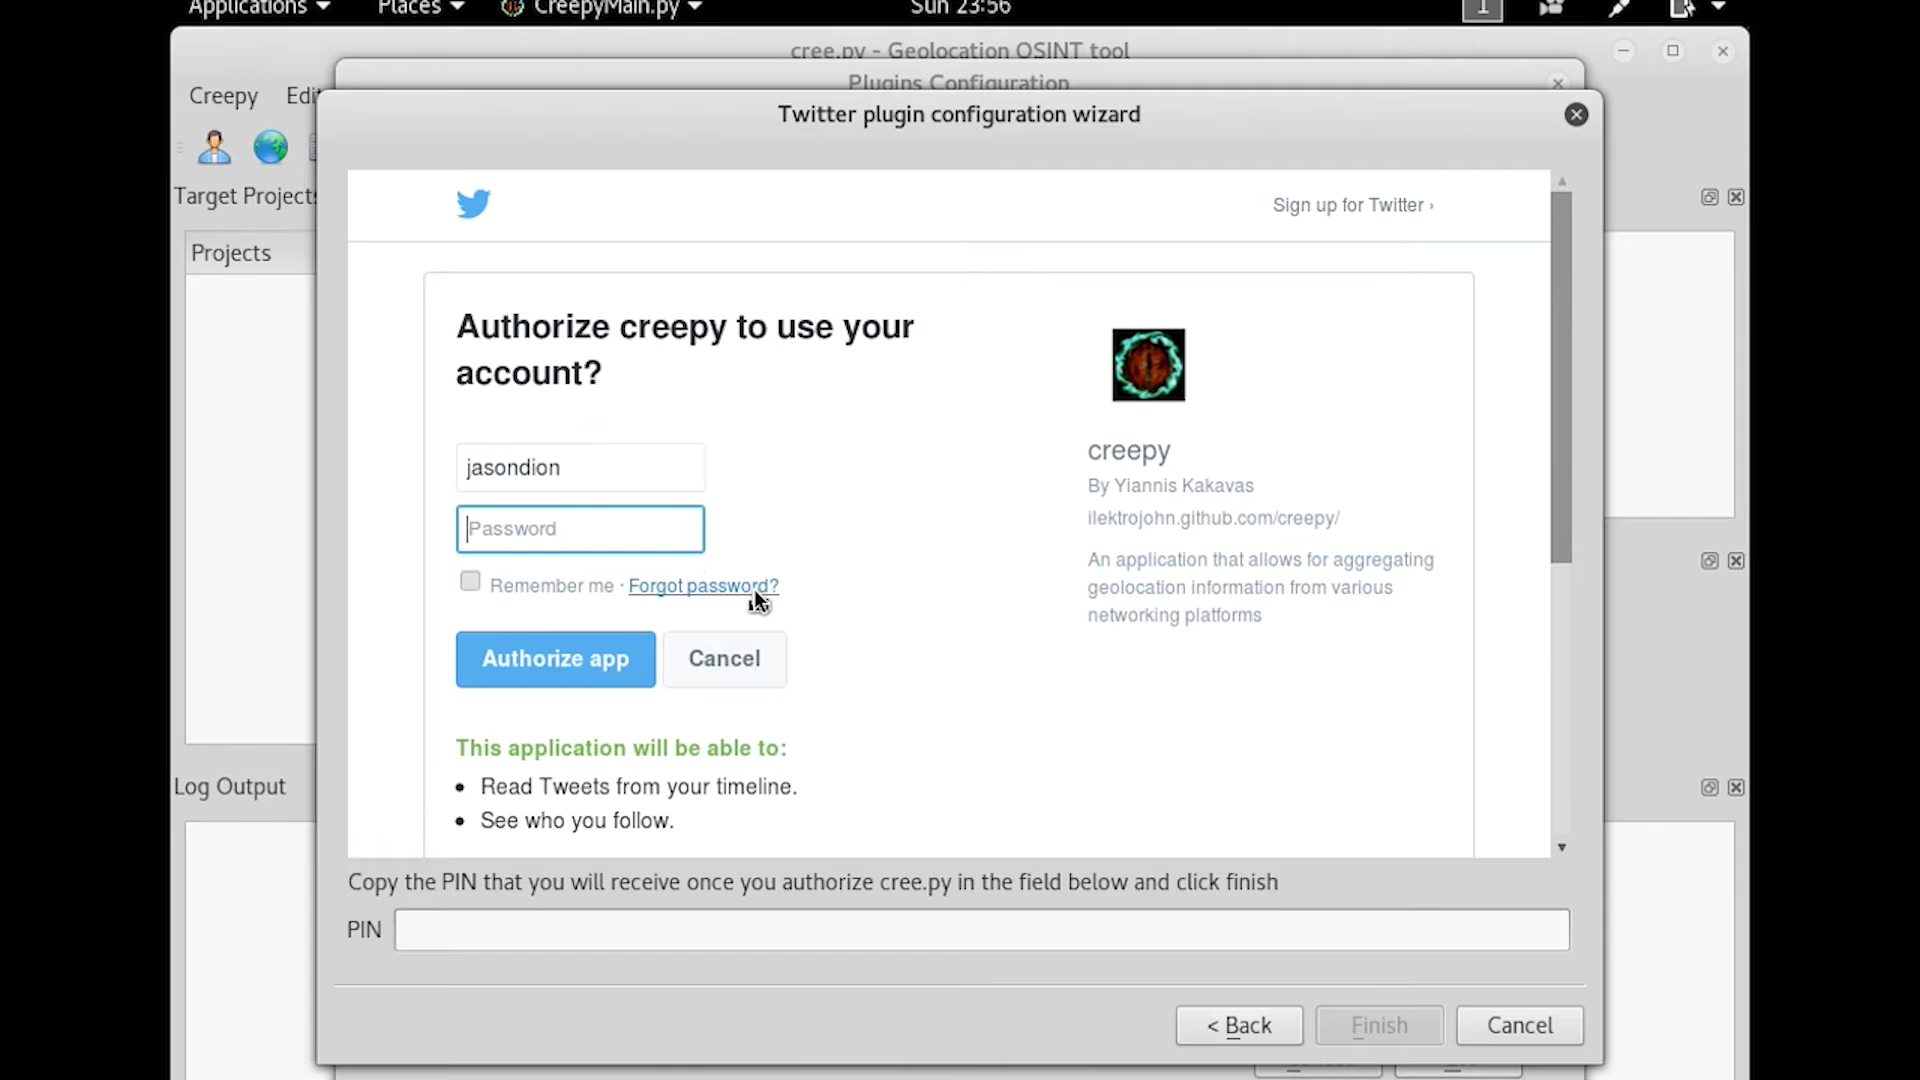 Applications Places CreepyMain.py Sun 23:56 1
cree.py - Geolocation OSINT tool
Plugins Configuration
Creepy Edit
Twitter plugin configuration wizard
Target Projects
Sign up for Twitter ›
Projects
Authorize creepy to use your
account?
jasondion
Password
Remember me · Forgot password?
Authorize app Cancel
creepy
By Yiannis Kakavas
ilektrojohn.github.com/creepy/
An application that allows for aggregating
geolocation information from various
networking platforms
This application will be able to:
• Read Tweets from your timeline.
• See who you follow.
Log Output
Copy the PIN that you will receive once you authorize cree.py in the field below and click finish
PIN
< Back Finish Cancel